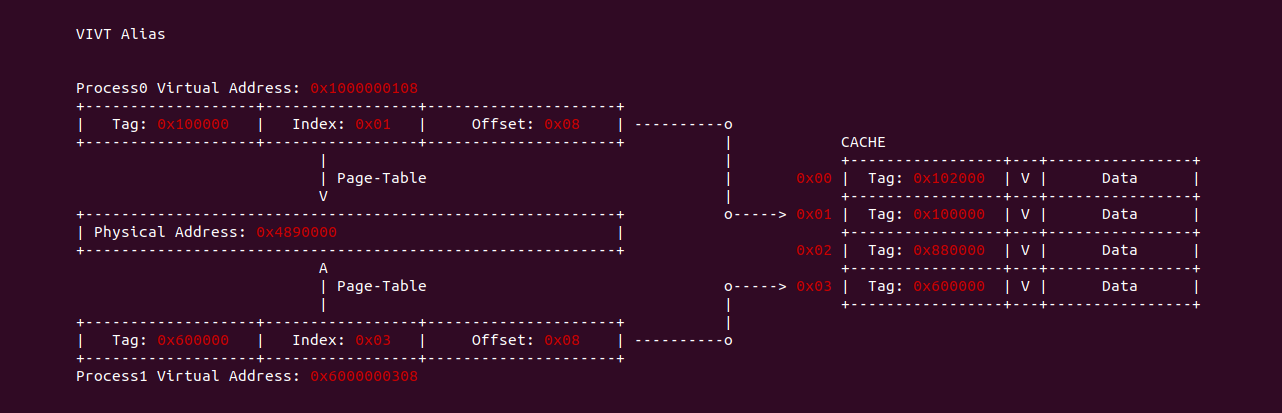 VIVT Alias
Process0 Virtual Address: 0x1000000108
+-------------------+-----------------+---------------------+
|   Tag: 0x100000   |   Index: 0x01   |     Offset: 0x08    | ----------o
+-------------------+-----------------+---------------------+           |            CACHE
                           |                                            |            +-----------------+---+----------------+
                           | Page-Table                                 |       0x00 |  Tag: 0x102000  | V |      Data      |
                           V                                            |            +-----------------+---+----------------+
+-----------------------------------------------------------+           o-----> 0x01 |  Tag: 0x100000  | V |      Data      |
| Physical Address: 0x4890000                               |                        +-----------------+---+----------------+
+-----------------------------------------------------------+                   0x02 |  Tag: 0x880000  | V |      Data      |
                           A                                                         +-----------------+---+----------------+
                           | Page-Table                                 o-----> 0x03 |  Tag: 0x600000  | V |      Data      |
                           |                                            |            +-----------------+---+----------------+
+-------------------+-----------------+---------------------+           |
|   Tag: 0x600000   |   Index: 0x03   |     Offset: 0x08    | ----------o
+-------------------+-----------------+---------------------+
Process1 Virtual Address: 0x6000000308